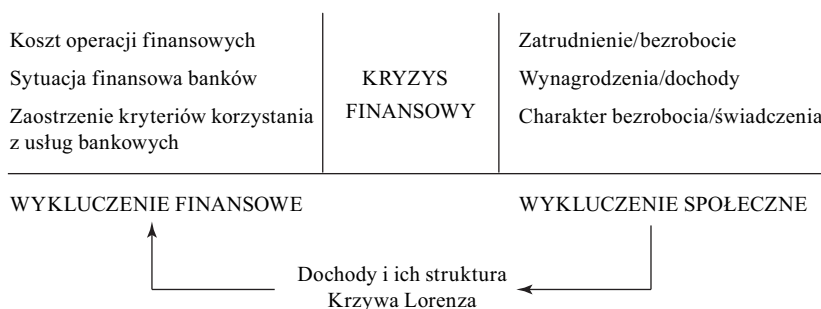 Koszt operacji finansowych
Sytuacja finansowa banków
Zaostrzenie kryteriów korzystania
z usług bankowych
KRYZYS
FINANSOWY
Zatrudnienie/bezrobocie
Wynagrodzenia/dochody
Charakter bezrobocia/świadczenia
WYKLUCZENIE FINANSOWE
WYKLUCZENIE SPOŁECZNE
Dochody i ich struktura
Krzywa Lorenza